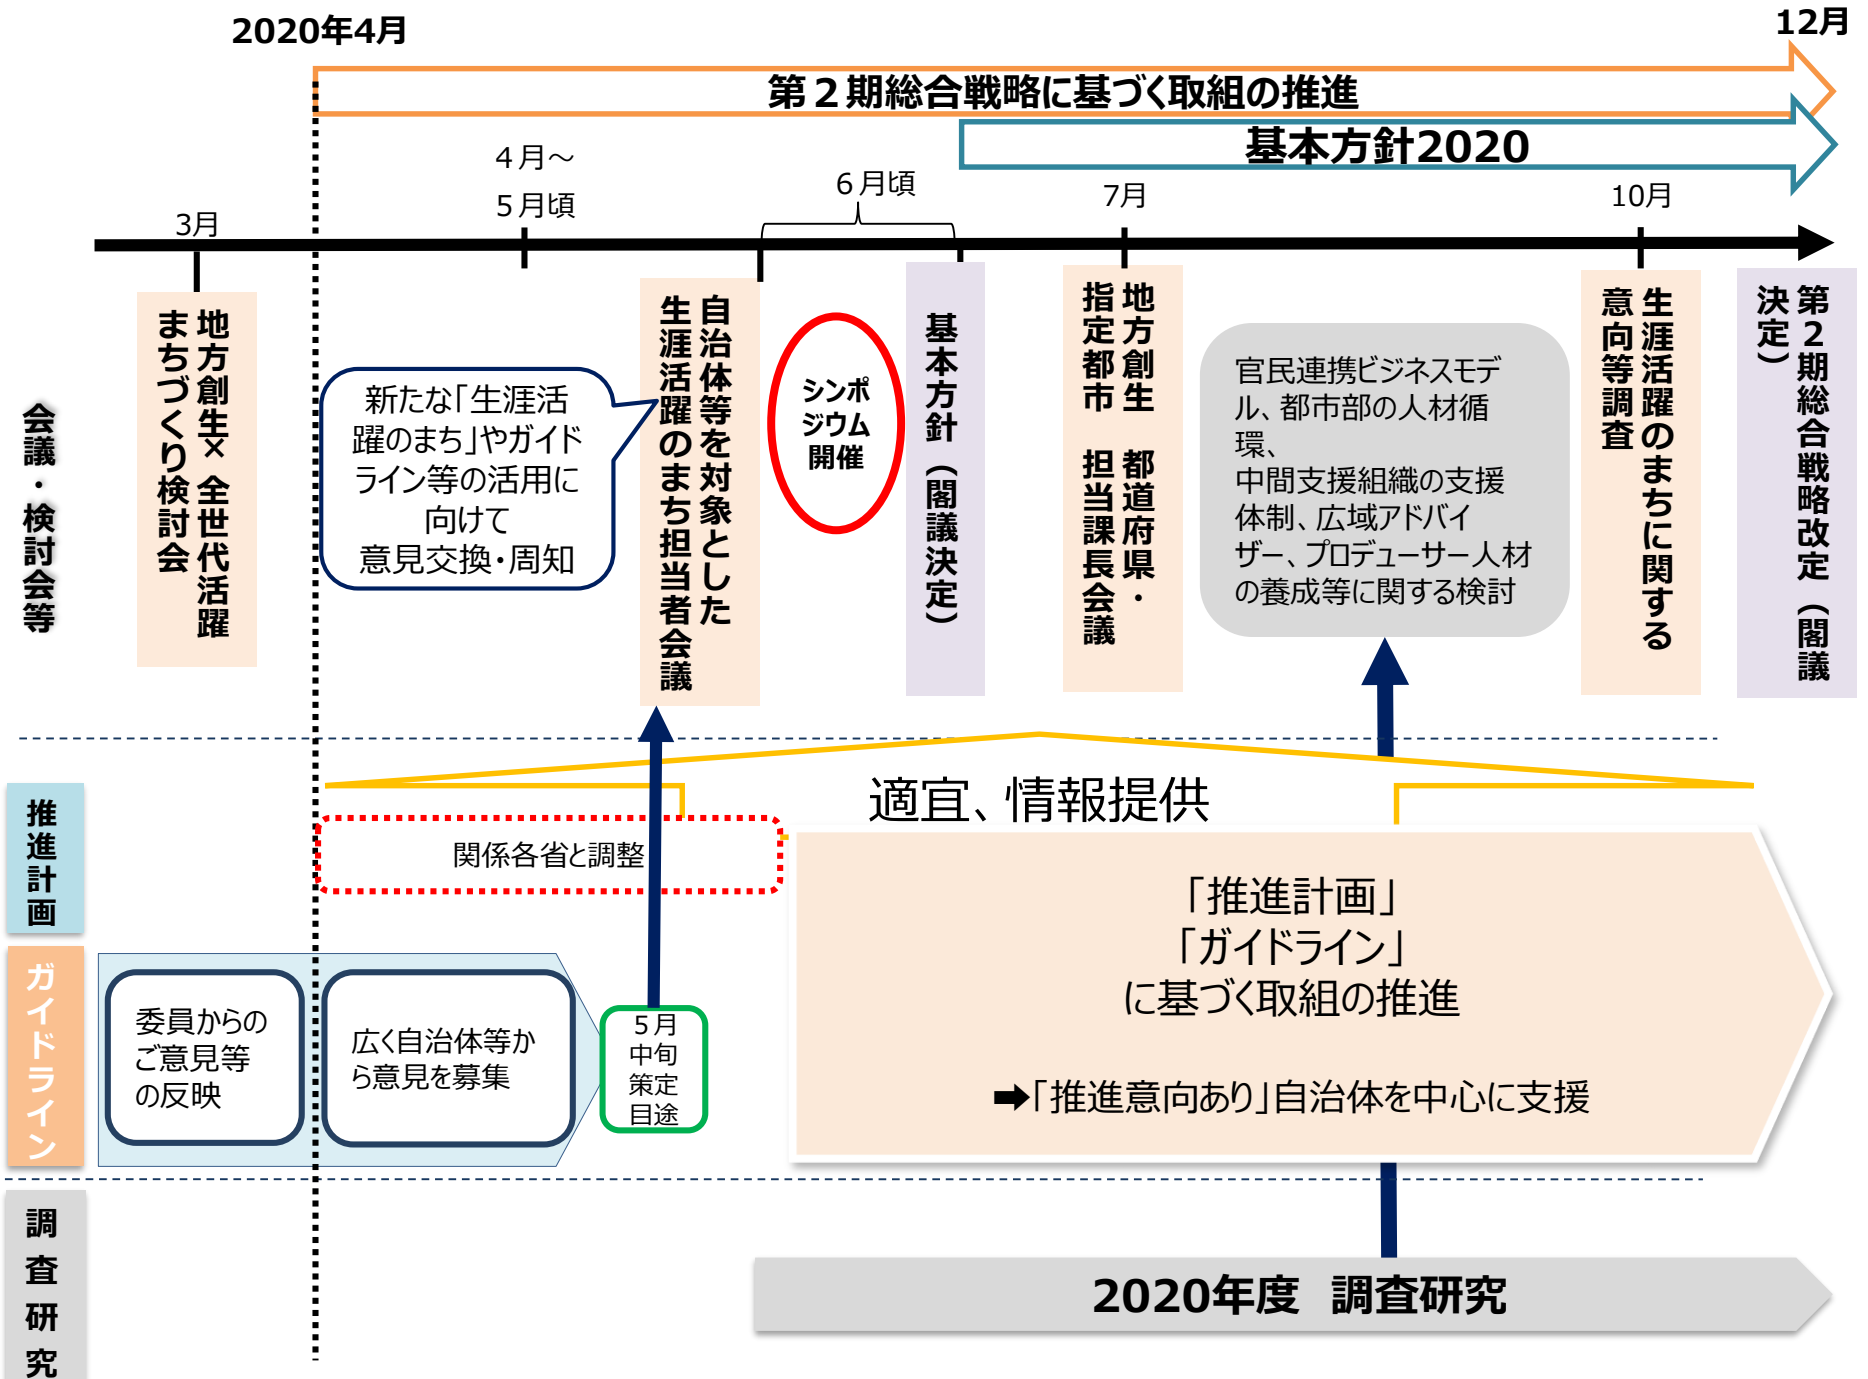 2020年4月
12月
第２期総合戦略に基づく取組の推進
基本方針2020
3月
４月～
５月頃
６月頃
7月
10月
会議・検討会等
地方創生×全世代活躍
まちづくり検討会
新たな「生涯活
躍のまち」やガイド
ライン等の活用に
向けて
意見交換・周知
自治体等を対象とした
生涯活躍のまち担当者会議
シンポ
ジウム
開催
基本方針（閣議決定）
地方創生　都道府県・
指定都市　担当課長会議
官民連携ビジネスモデ
ル、都市部の人材循
環、
中間支援組織の支援
体制、広域アドバイ
ザー、プロデューサー人材
の養成等に関する検討
生涯活躍のまちに関する
意向等調査
第２期総合戦略改定（閣議
決定）
推進計画
適宜、情報提供
関係各省と調整
「推進計画」
「ガイドライン」
に基づく取組の推進
➡「推進意向あり」自治体を中心に支援
ガイドライン
委員からの
ご意見等
の反映
広く自治体等か
ら意見を募集
５月
中旬
策定
目途
調査研究
2020年度　調査研究